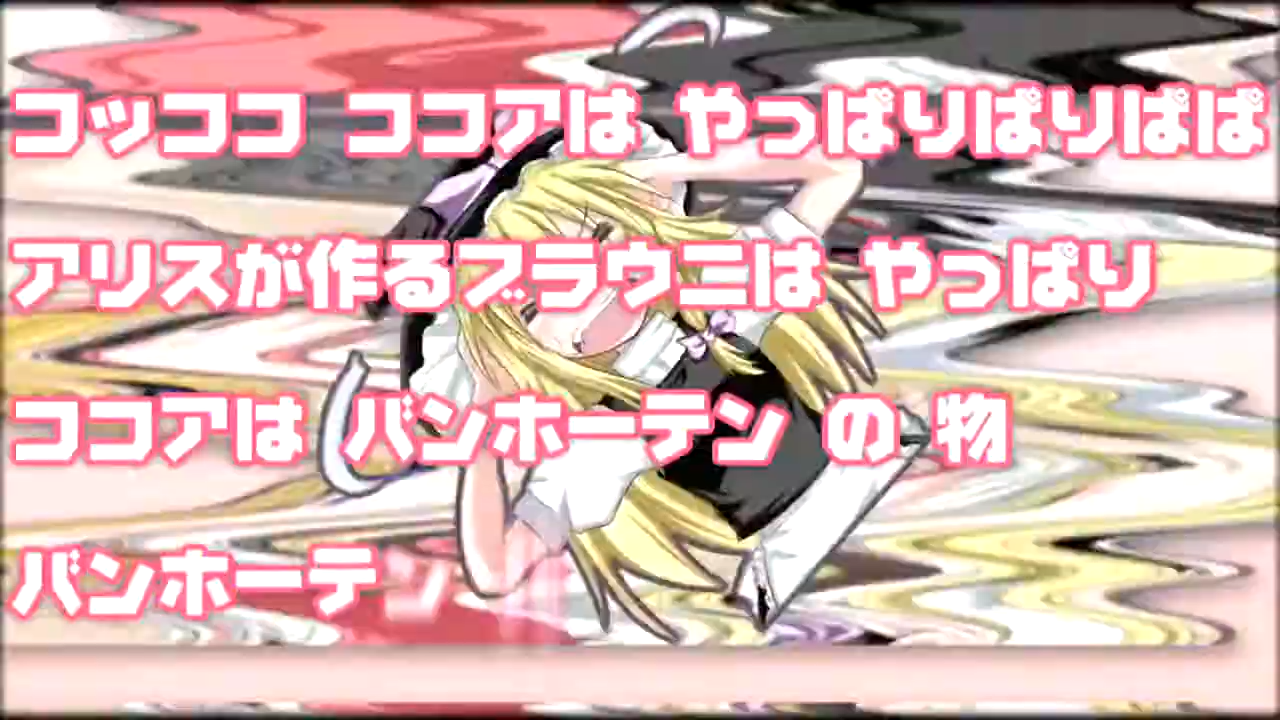 コッココ ココアは やっぱりぱりぱぱ
アリスが作るブラウニは やっぱり
ココアは バンホーテン の 物
バンホーテン